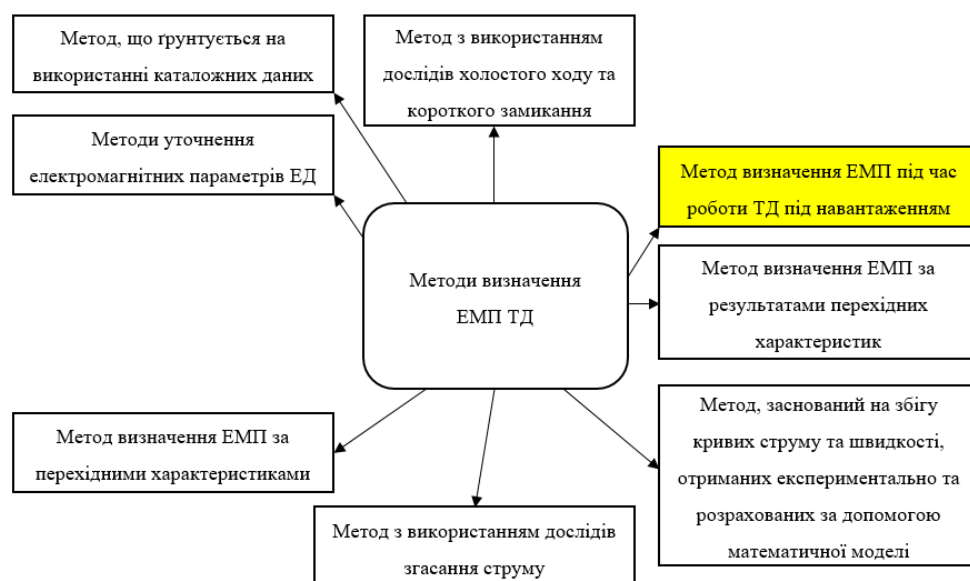 Метод, що ґрунтується на
використанні каталожних даних
Метод з використанням
дослідів холостого ходу та
короткого замикання
Методи уточнення
електромагнітних параметрів ЕД
Метод визначення ЕМП під час
роботи ТД під навантаженням
Методи визначення
ЕМП ТД
Метод визначення ЕМП за
результатами перехідних
характеристик
Метод визначення ЕМП за
перехідними характеристиками
Метод, заснований на збігу
кривих струму та швидкості,
отриманих експериментально та
розрахованих за допомогою
математичної моделі
Метод з використанням дослідів
згасання струму